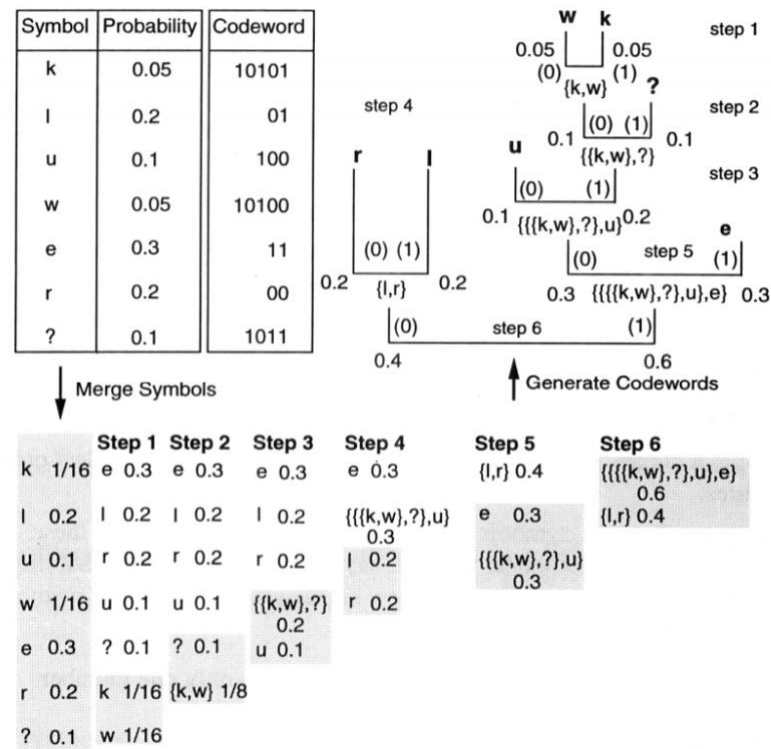 Symbol Probability Codeword
k 0.05 10101
l 0.2 01
u 0.1 100
w 0.05 10100
e 0.3 11
r 0.2 00
? 0.1 1011
w k
step 1
0.05 0.05
(0) (1)
{k,w} ?
step 4
step 2
(0) (1)
0.1 0.1
r l u
{{k,w},?}
step 3
(0) (1)
0.1 {{{k,w},?},u} 0.2
e
(0) (1)
(0) step 5 (1)
0.2 {l,r} 0.2
0.3 {{{{k,w},?},u},e} 0.3
(0) step 6 (1)
0.4 0.6
Merge Symbols
Generate Codewords
Step 1 Step 2 Step 3 Step 4 Step 5 Step 6
k 1/16 e 0.3 e 0.3 e 0.3 e 0.3 {l,r} 0.4 {{{{k,w},?},u},e}
0.6
l 0.2 l 0.2 l 0.2 l 0.2 {{{k,w},?},u} e 0.3 {l,r} 0.4
0.3
u 0.1 r 0.2 r 0.2 r 0.2 l 0.2 {{{k,w},?},u}
0.3
w 1/16 u 0.1 u 0.1 {{k,w},?} r 0.2
0.2
e 0.3 ? 0.1 ? 0.1 u 0.1
r 0.2 k 1/16 {k,w} 1/8
? 0.1 w 1/16